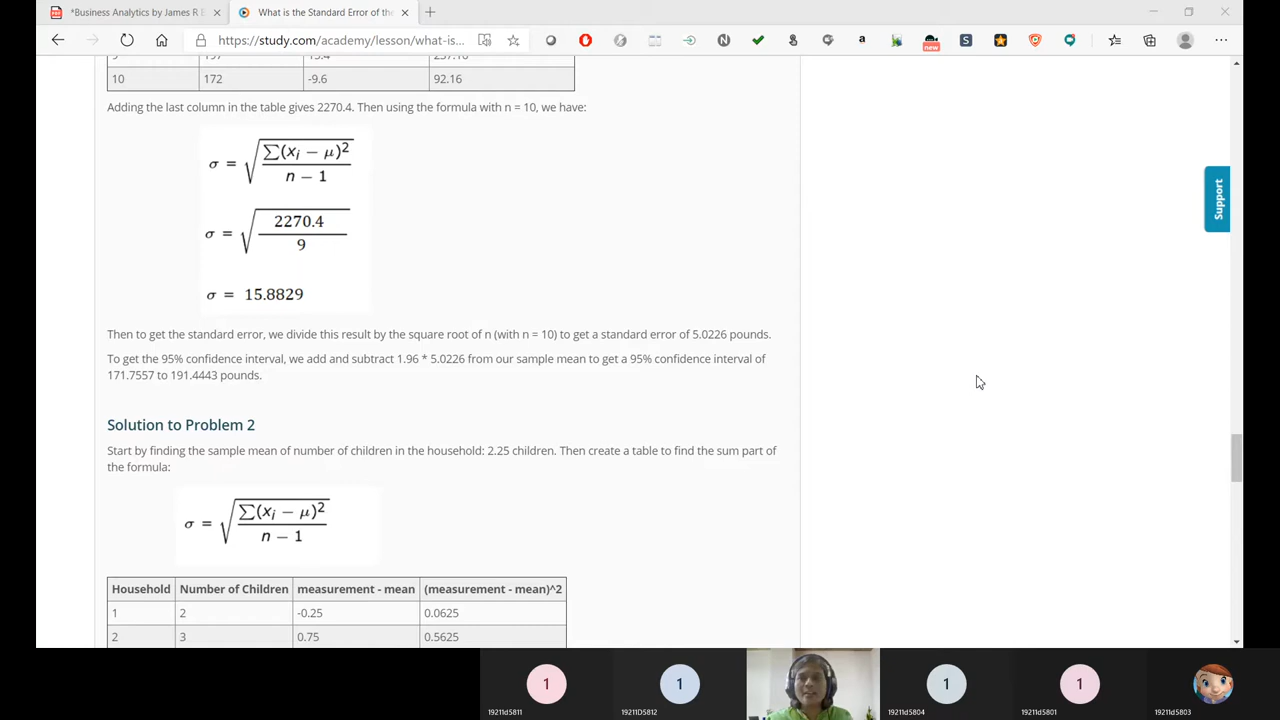 *Business Analytics by James R E
What is the Standard Error of the
https://study.com/academy/lesson/what-is...
new
10 172 -9.6 92.16
Adding the last column in the table gives 2270.4. Then using the formula with n = 10, we have:
σ = √(∑(xᵢ − μ)² / (n − 1))
σ = √(2270.4 / 9)
σ = 15.8829
Then to get the standard error, we divide this result by the square root of n (with n = 10) to get a standard error of 5.0226 pounds.
To get the 95% confidence interval, we add and subtract 1.96 * 5.0226 from our sample mean to get a 95% confidence interval of
171.7557 to 191.4443 pounds.
Solution to Problem 2
Start by finding the sample mean of number of children in the household: 2.25 children. Then create a table to find the sum part of
the formula:
σ = √(∑(xᵢ − μ)² / (n − 1))
Household Number of Children measurement - mean (measurement - mean)^2
1 2 -0.25 0.0625
2 3 0.75 0.5625
Support
1 1 1 1
19211d5811 19211D5812 19211d5804 19211d5801 19211d5803